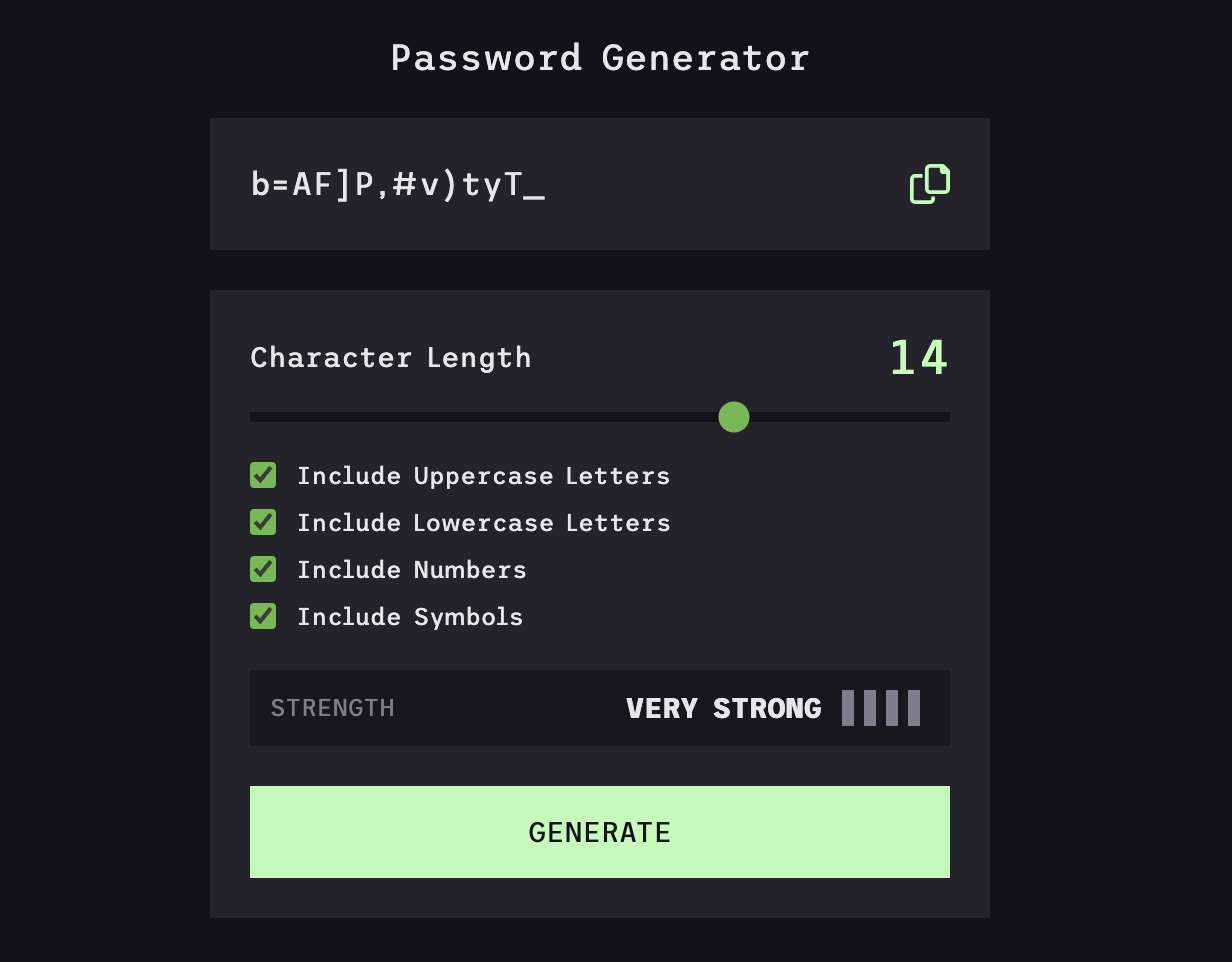 Password Generator
b=AF]P,#v)tyT_
Character Length
14
Include Uppercase Letters
Include Lowercase Letters
Include Numbers
Include Symbols
STRENGTH
VERY STRONG
GENERATE